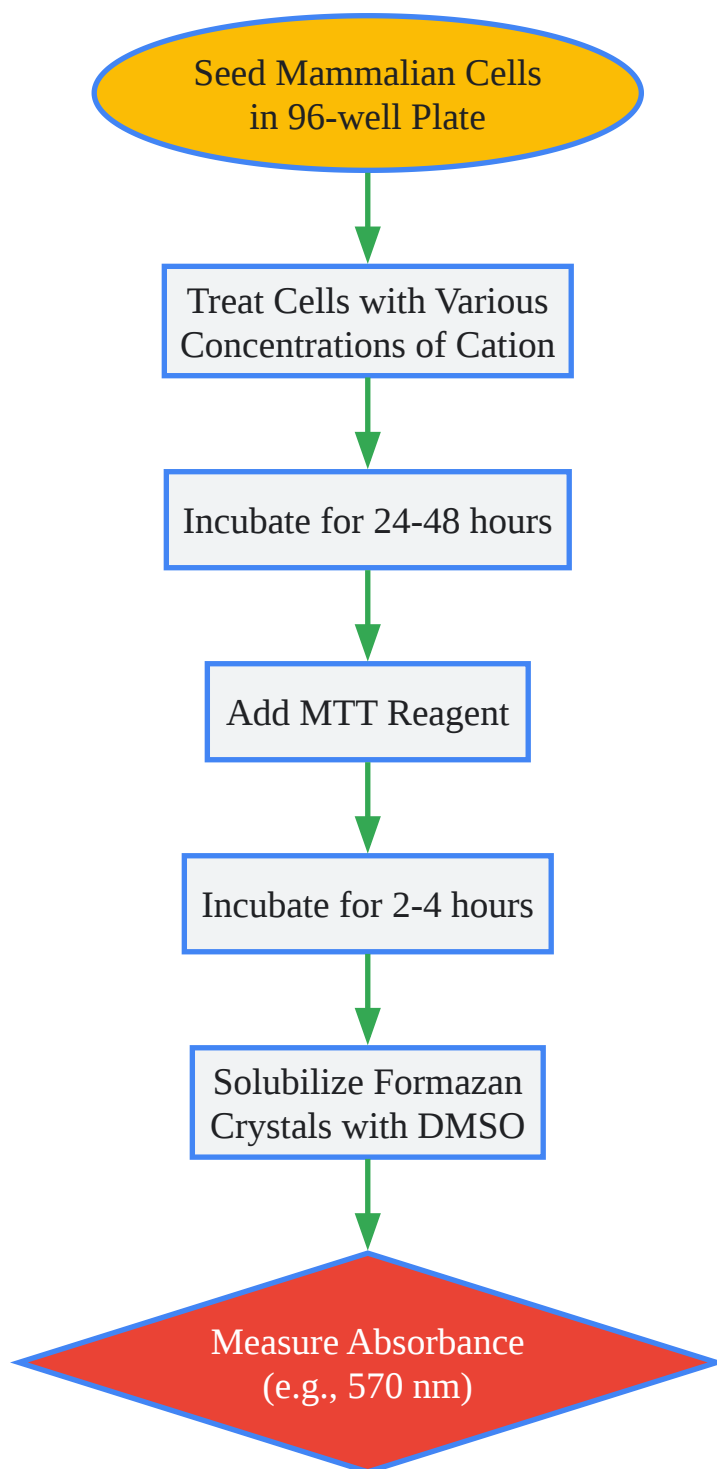 Seed Mammalian Cells
in 96-well Plate
Treat Cells with Various
Concentrations of Cation
Incubate for 24-48 hours
Add MTT Reagent
Incubate for 2-4 hours
Solubilize Formazan
Crystals with DMSO
Measure Absorbance
(e.g., 570 nm)